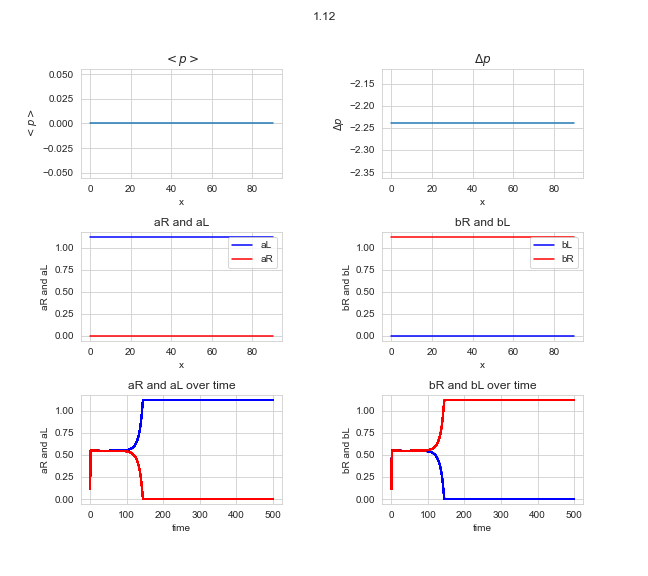 1.12
< p >
Δp
0.050
0.025
0.000
−0.025
−0.050
< p >
0 20 40 60 80
x
−2.15
−2.20
−2.25
−2.30
−2.35
Δp
0 20 40 60 80
x
aR and aL
bR and bL
1.00
0.75
0.50
0.25
0.00
aR and aL
aL
aR
0 20 40 60 80
x
1.00
0.75
0.50
0.25
0.00
bR and bL
bL
bR
0 20 40 60 80
x
aR and aL over time
bR and bL over time
1.00
0.75
0.50
0.25
0.00
aR and aL
0 100 200 300 400 500
time
1.00
0.75
0.50
0.25
0.00
bR and bL
0 100 200 300 400 500
time